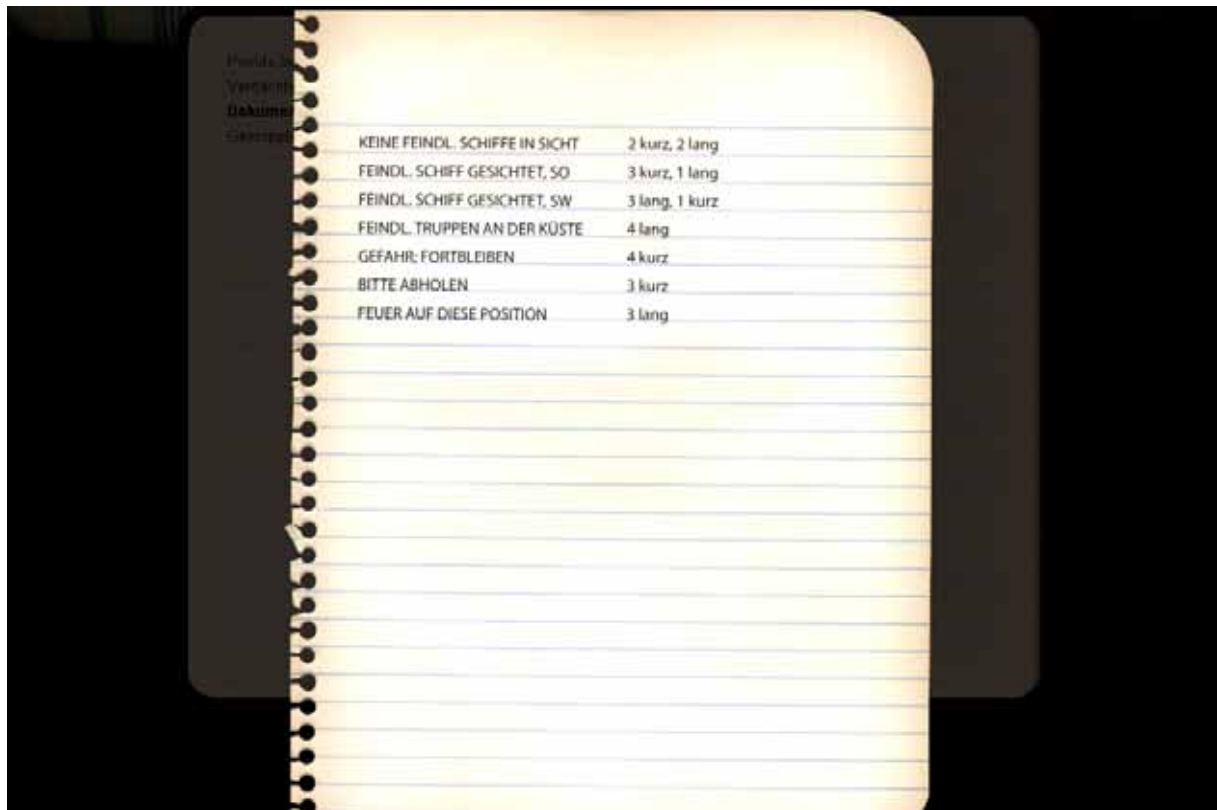 KEINE FEINDL. SCHIFFE IN SICHT 2 kurz, 2 lang
FEINDL. SCHIFF GESICHTET, SO 3 kurz, 1 lang
FEINDL. SCHIFF GESICHTET, SW 3 lang, 1 kurz
FEINDL. TRUPPEN AN DER KÜSTE 4 lang
GEFAHR; FORTBLEIBEN 4 kurz
BITTE ABHOLEN 3 kurz
FEUER AUF DIESE POSITION 3 lang